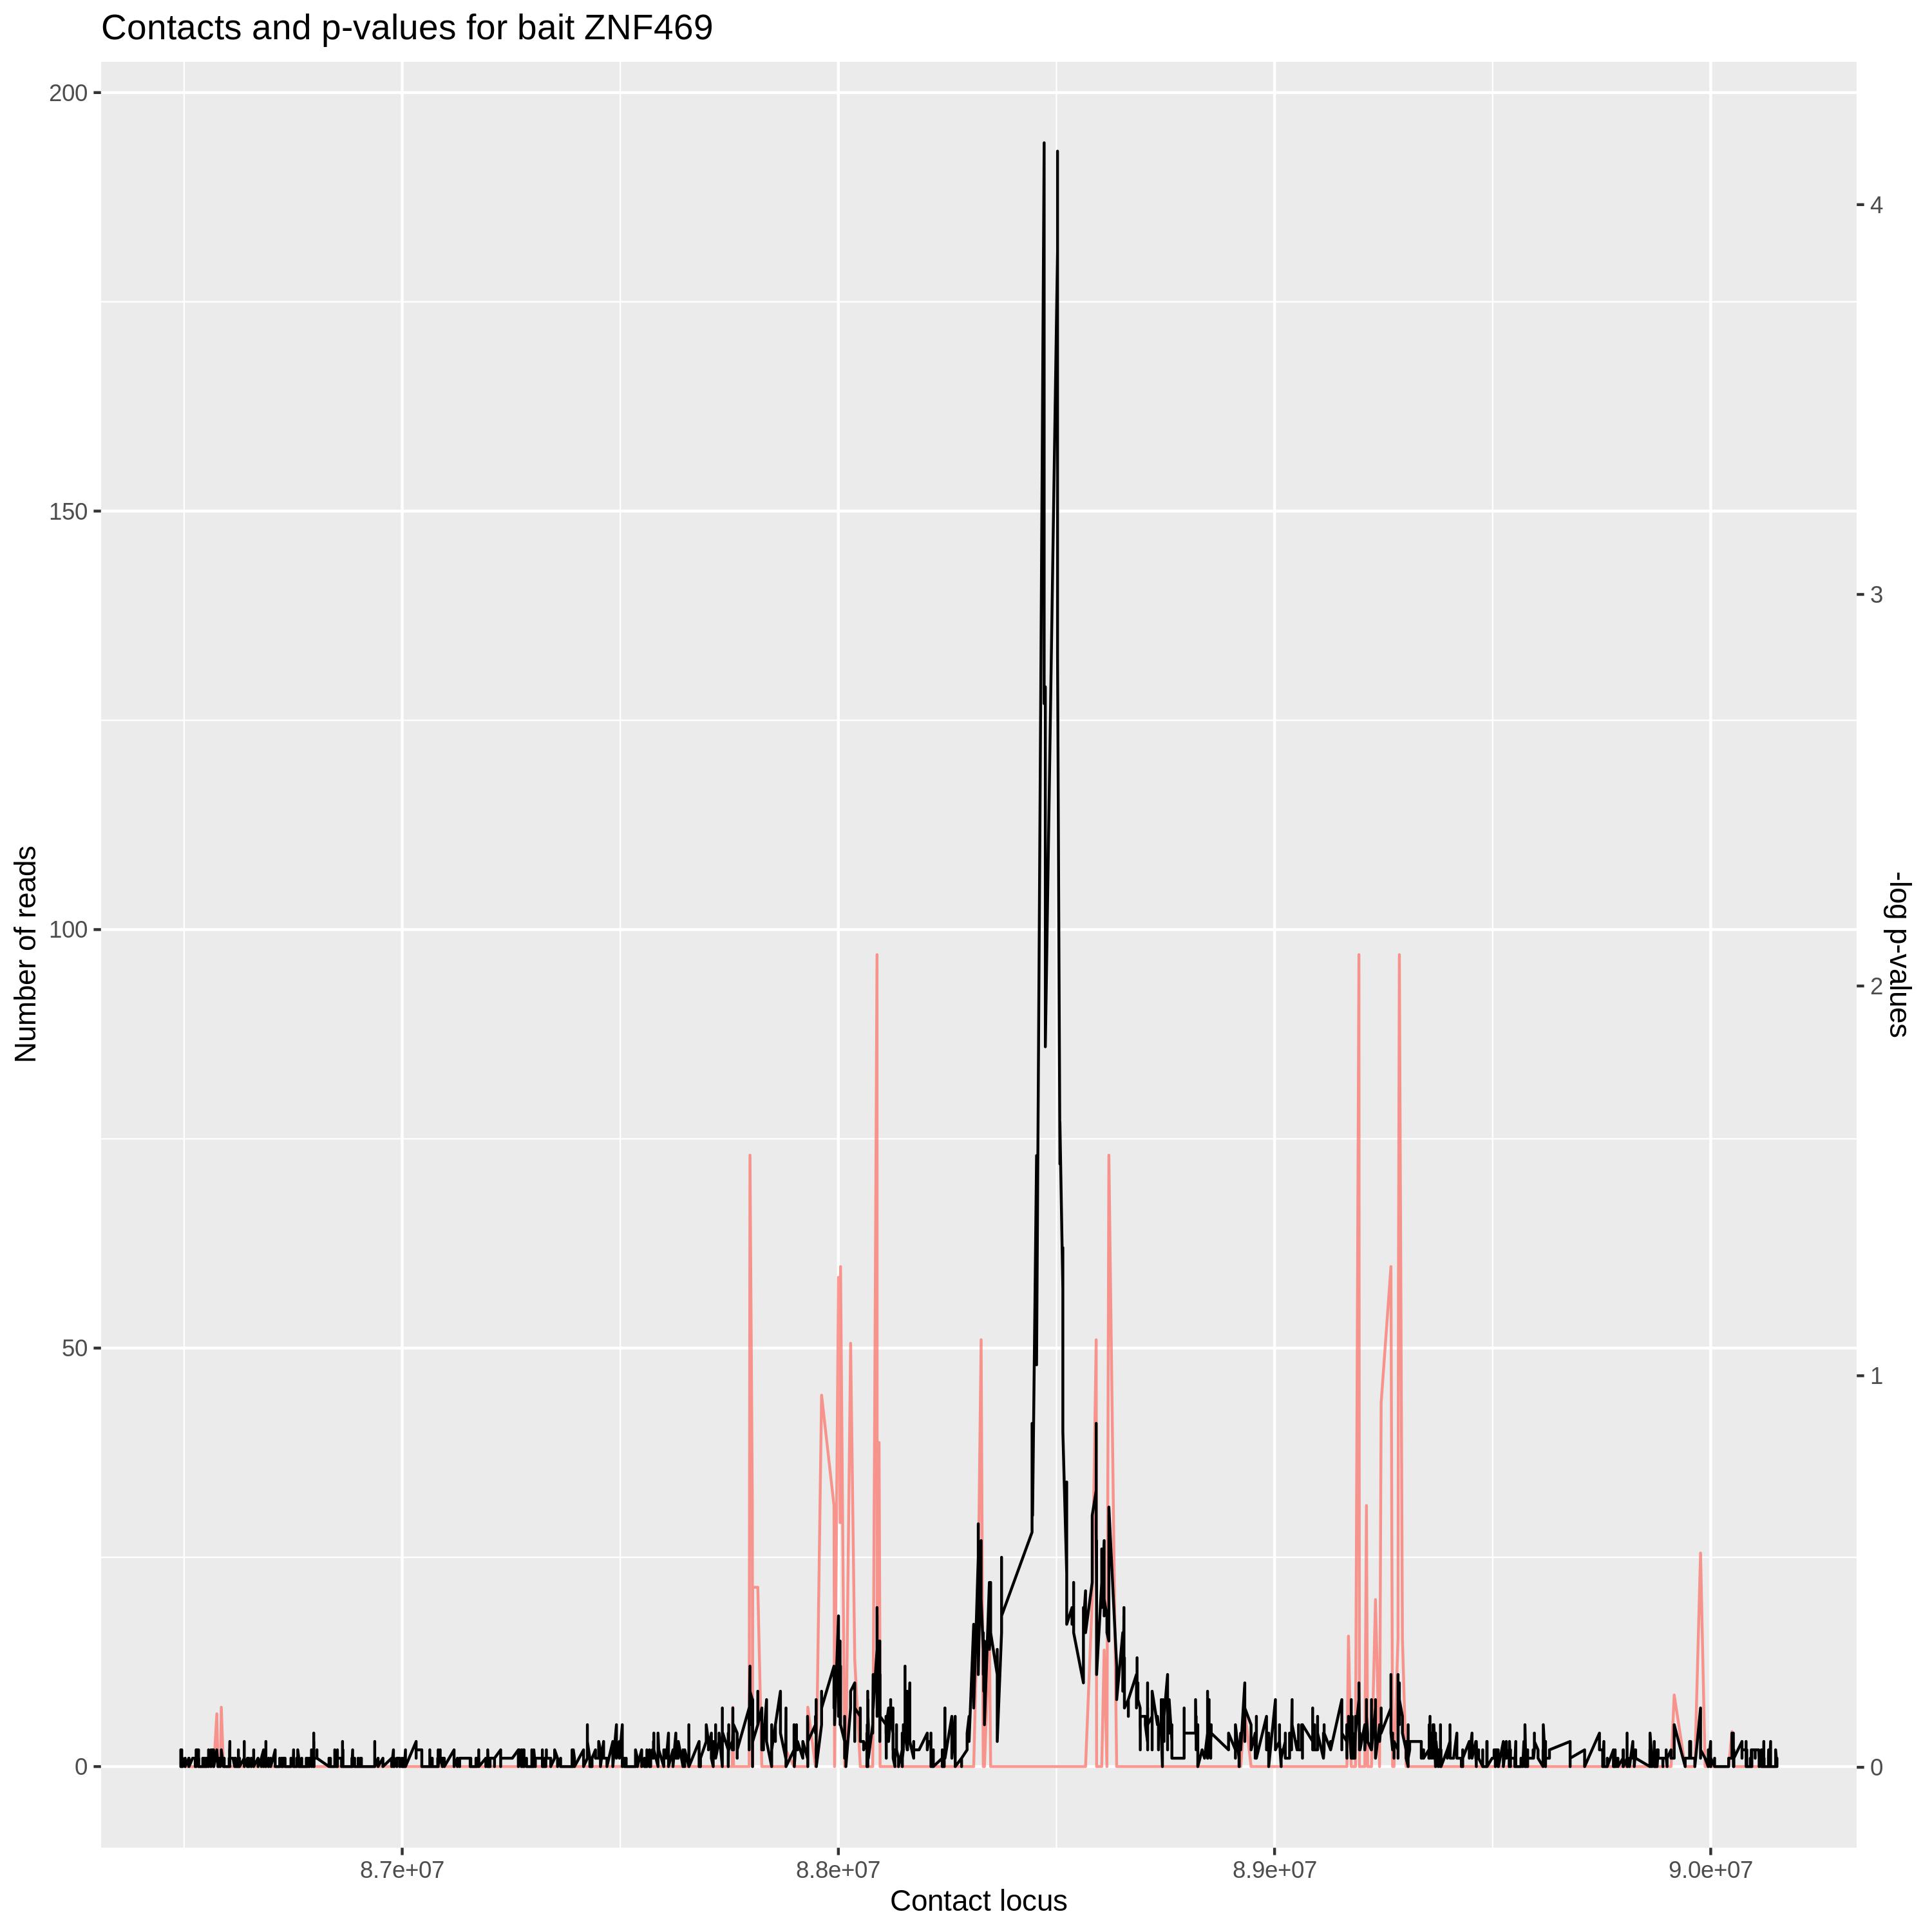 Contacts and p-values for bait ZNF469
200
150
100
50
0
Number of reads
4
3
2
1
0
-log p-values
8.7e+07
8.8e+07
8.9e+07
9.0e+07
Contact locus